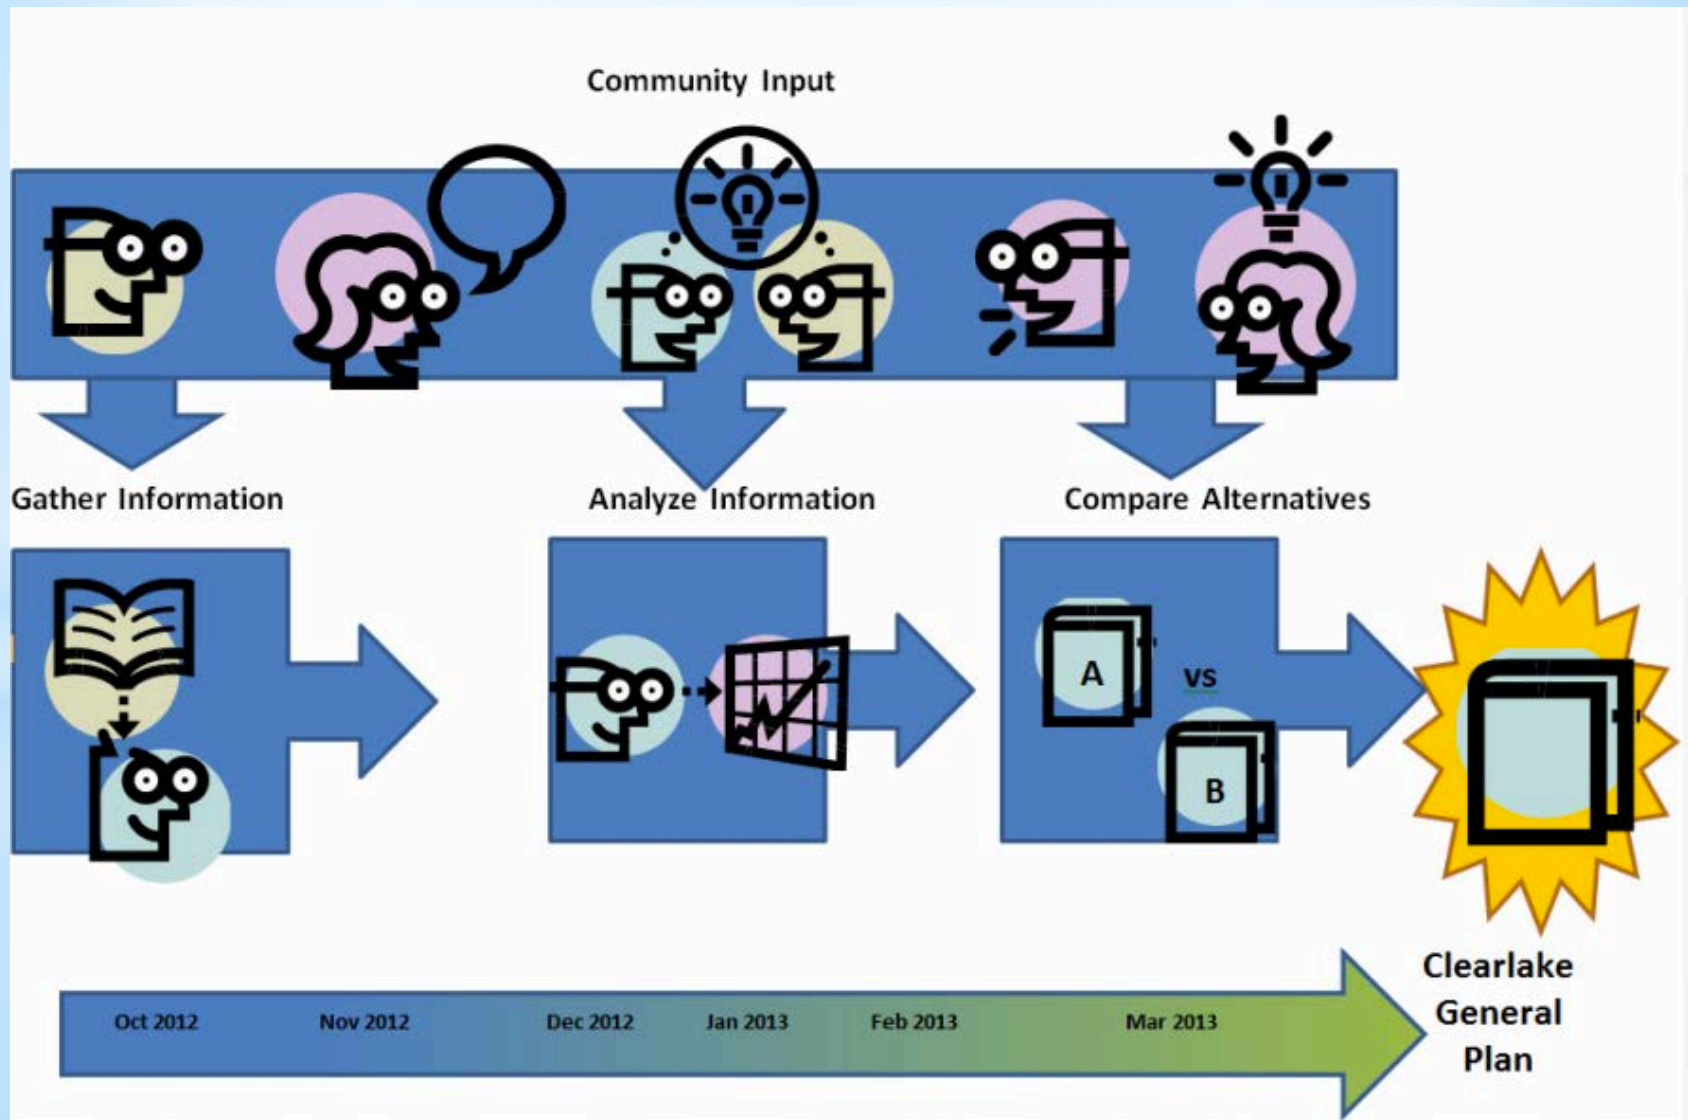 Community Input
Gather Information
Analyze Information
Compare Alternatives
A
vs
B
Oct 2012
Nov 2012
Dec 2012
Jan 2013
Feb 2013
Mar 2013
Clearlake
General
Plan